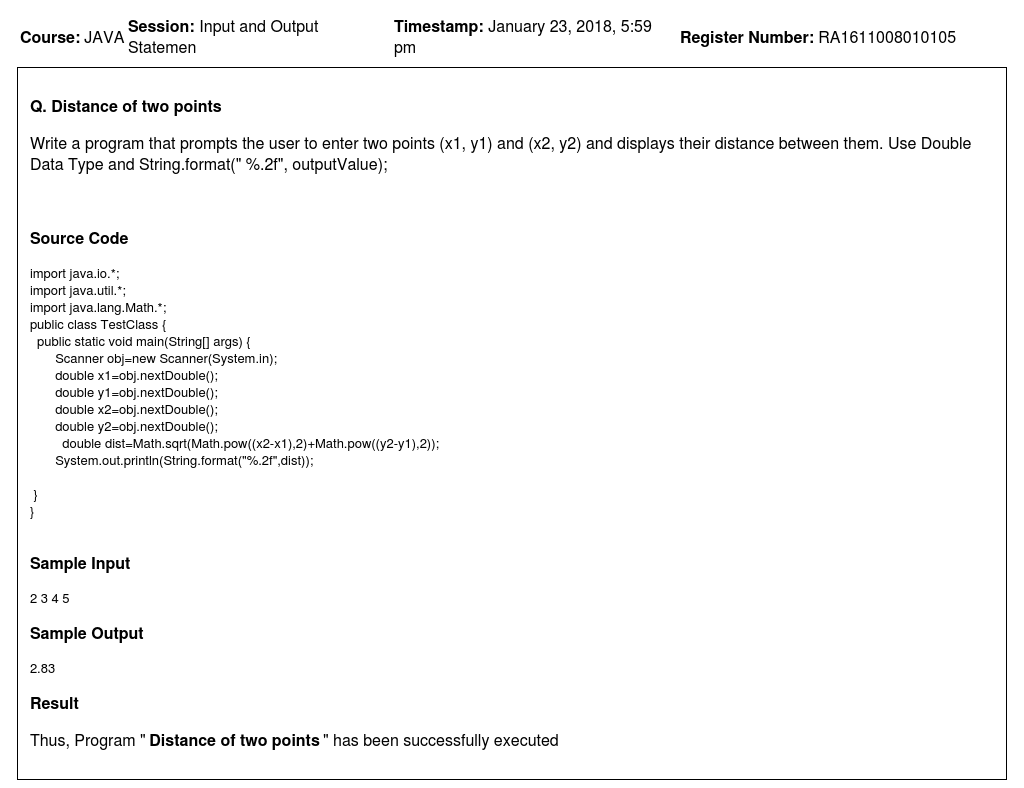 Course: JAVA Session: Input and Output Statemen Timestamp: January 23, 2018, 5:59 pm Register Number: RA1611008010105
Q. Distance of two points
Write a program that prompts the user to enter two points (x1, y1) and (x2, y2) and displays their distance between them. Use Double
Data Type and String.format(" %.2f", outputValue);
Source Code
import java.io.*;
import java.util.*;
import java.lang.Math.*;
public class TestClass {
public static void main(String[] args) {
Scanner obj=new Scanner(System.in);
double x1=obj.nextDouble();
double y1=obj.nextDouble();
double x2=obj.nextDouble();
double y2=obj.nextDouble();
double dist=Math.sqrt(Math.pow((x2-x1),2)+Math.pow((y2-y1),2));
System.out.println(String.format("%.2f",dist));
}
}
Sample Input
2 3 4 5
Sample Output
2.83
Result
Thus, Program " Distance of two points " has been successfully executed